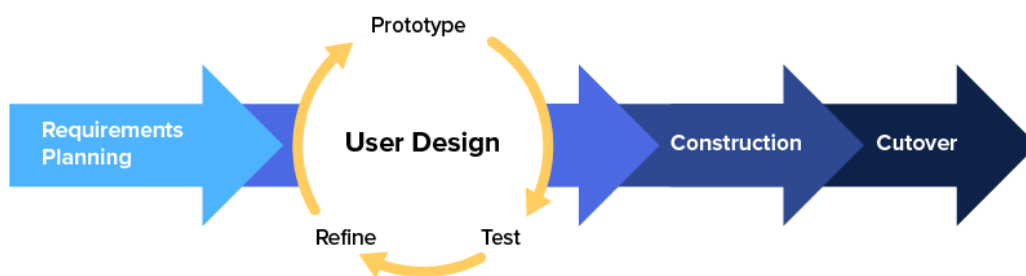 Prototype
Requirements
Planning
User Design
Construction
Cutover
Refine
Test